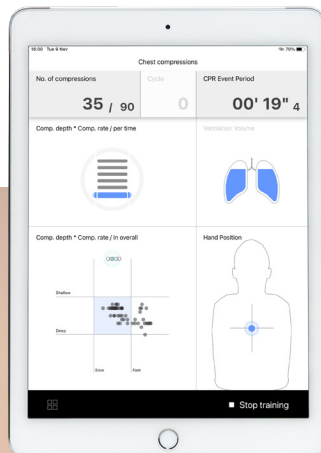 16:00 Tue 9 Nov
70%
Chest compressions
No. of compressions
35 / 90
Cycle
0
CPR Event Period
00' 19" 4
Comp. depth * Comp. rate / per time
Ventilation Volume
Comp. depth * Comp. rate / In overall
Hand Position
Shallow
Deep
Slow
Fast
Stop training